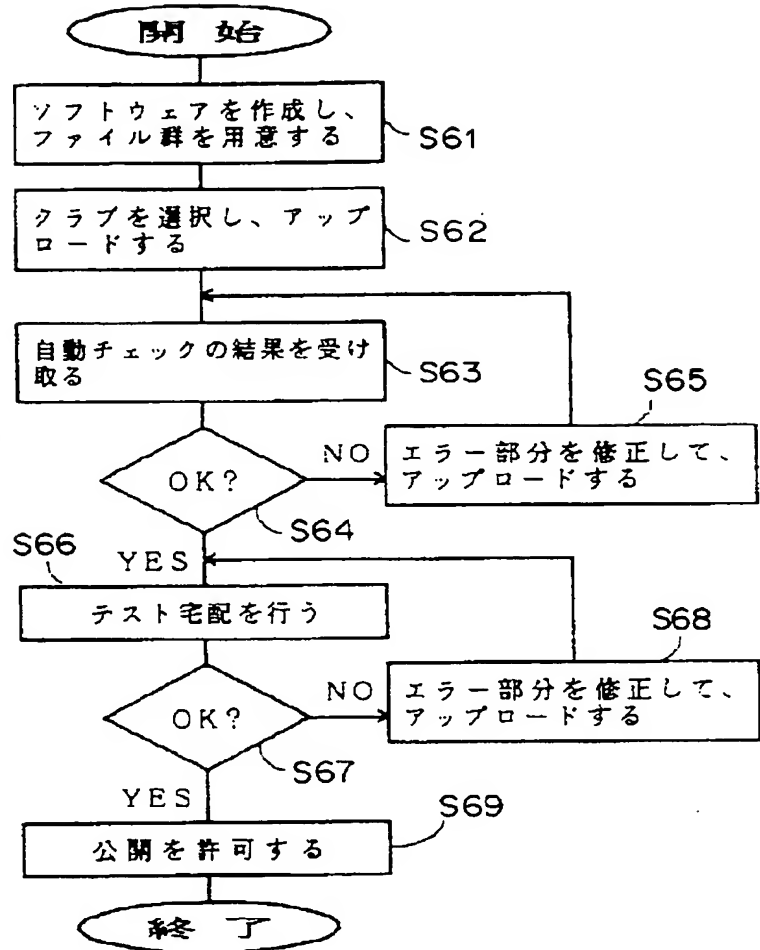 開始
ソフトウェアを作成し、
ファイル群を用意する
S61
クラブを選択し、アップ
ロードする
S62
自動チェックの結果を受け
取る
S63
S65
OK?
NO
エラー部分を修正して、
アップロードする
S64
S66
YES
テスト宅配を行う
S68
OK?
NO
エラー部分を修正して、
アップロードする
S67
YES
S69
公開を許可する
終了